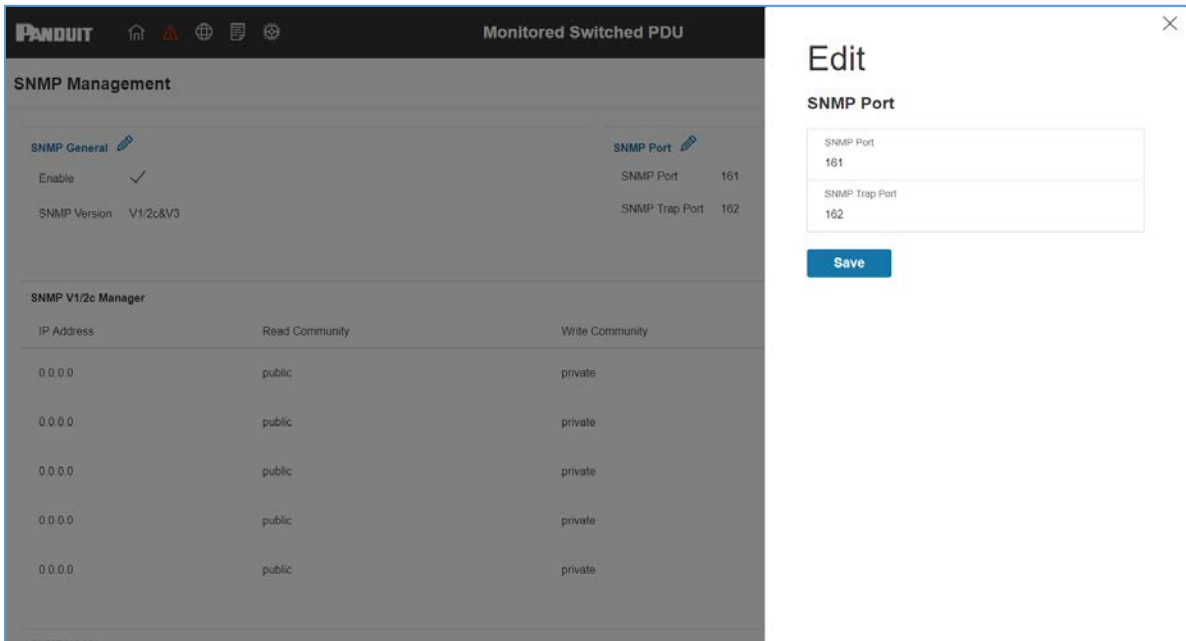 PANDUIT
Monitored Switched PDU
SNMP Management
SNMP General
Enable
SNMP Version V1/2c&V3
SNMP Port
SNMP Port 161
SNMP Trap Port 162
SNMP V1/2c Manager
IP Address Read Community Write Community
0.0.0.0 public private
0.0.0.0 public private
0.0.0.0 public private
0.0.0.0 public private
0.0.0.0 public private
Edit
SNMP Port
SNMP Port
161
SNMP Trap Port
162
Save